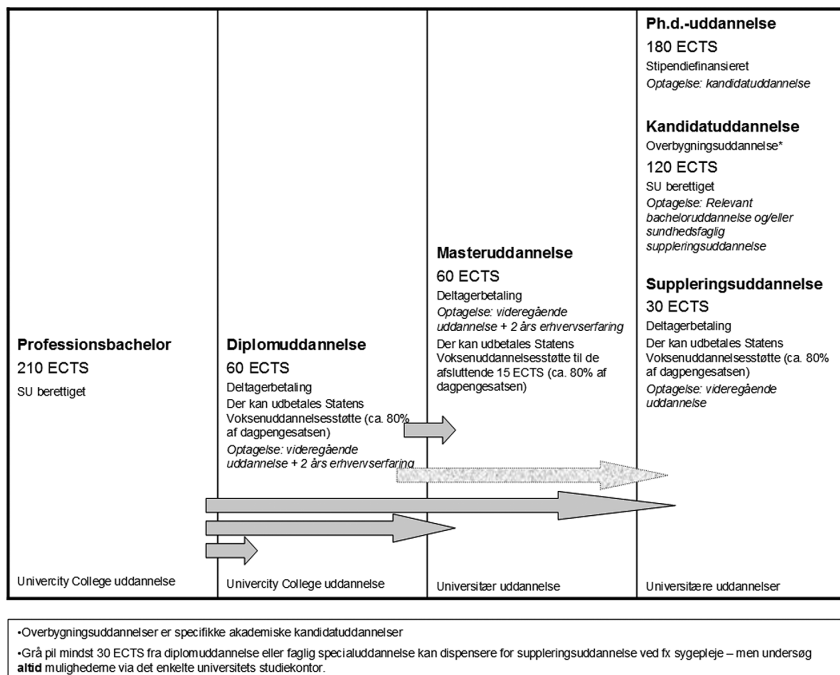 Professionsbachelor
210 ECTS
SU berettiget
Univercity College uddannelse
Diplomuddannelse
60 ECTS
Deltagerbetaling
Der kan udbetales Statens
Voksenuddannelsesstøtte (ca. 80%
af dagpengesatsen)
Optagelse: videregående
uddannelse + 2 års erhvervserfaring
Univercity College uddannelse
Masteruddannelse
60 ECTS
Deltagerbetaling
Optagelse: videregående
uddannelse + 2 års erhvervserfaring
Der kan udbetales Statens
Voksenuddannelsesstøtte til de
afsluttende 15 ECTS (ca. 80% af
dagpengesatsen)
Universitær uddannelse
Ph.d.-uddannelse
180 ECTS
Stipendiefinansieret
Optagelse: kandidatuddannelse
Kandidatuddannelse
Overbygningsuddannelse*
120 ECTS
SU berettiget
Optagelse: Relevant
bacheloruddannelse og/eller
sundhedsfaglig
suppleringsuddannelse
Suppleringsuddannelse
30 ECTS
Deltagerbetaling
Der kan udbetales Statens
Voksenuddannelsesstøtte (ca. 80%
af dagpengesatsen)
Optagelse: videregående
uddannelse
Universitære uddannelser
•Overbygningsuddannelser er specifikke akademiske kandidatuddannelser
•Grå pil mindst 30 ECTS fra diplomuddannelse eller faglig specialuddannelse kan dispensere for suppleringsuddannelse ved fx sygepleje – men undersøg
altid mulighederne via det enkelte universitets studiekontor.